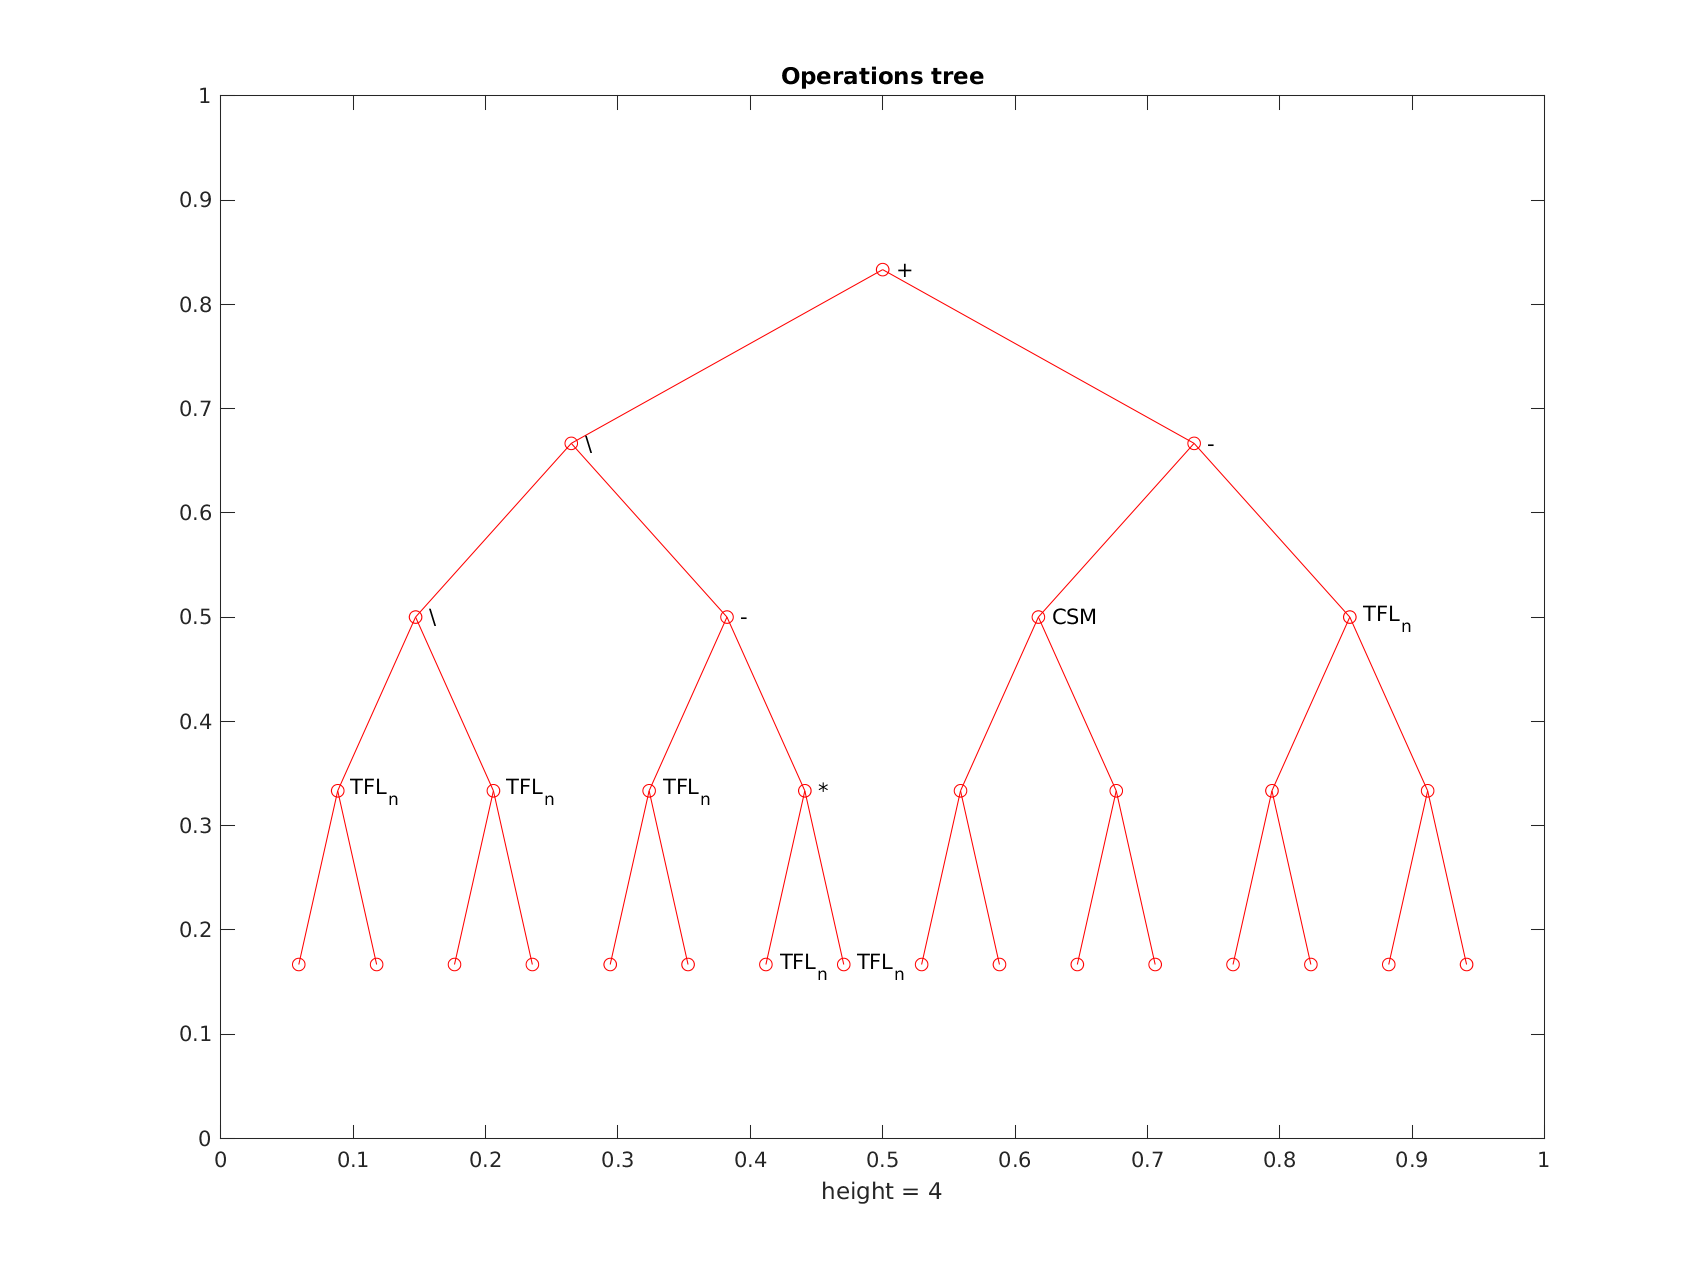 Operations tree
1
0.9
0.8
0.7
0.6
0.5
0.4
0.3
0.2
0.1
0
+
\
-
\
-
CSM
TFLn
TFLn
TFLn
TFLn
*
TFLn
TFLn
0 0.1 0.2 0.3 0.4 0.5 0.6 0.7 0.8 0.9 1
height = 4